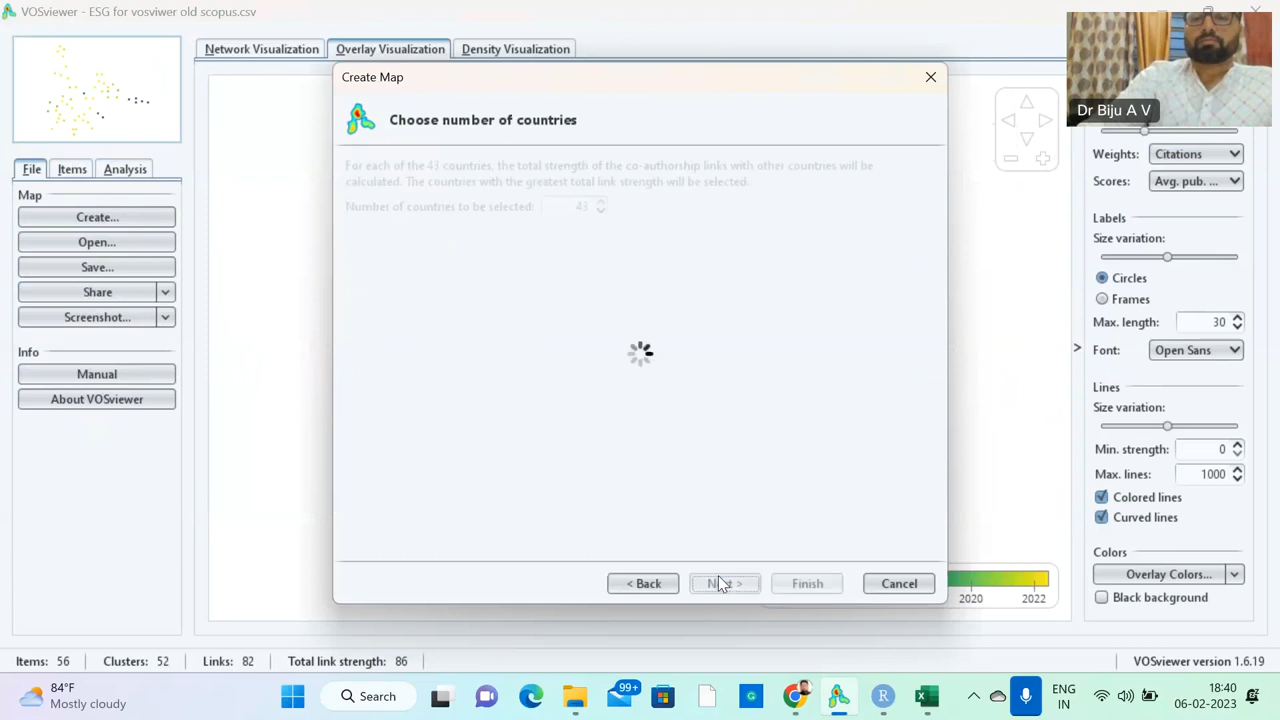 VOSviewer - ESG for vosviwer old scopus.csv
Network Visualization
Overlay Visualization
Density Visualization
Create Map
Choose number of countries
For each of the 43 countries, the total strength of the co-authorship links with other countries will be
calculated. The countries with the greatest total link strength will be selected.
Number of countries to be selected: 43
Dr Biju A V
File
Items
Analysis
Map
Create...
Open...
Save...
Share
Screenshot...
Info
Manual
About VOSviewer
Weights: Citations
Scores: Avg. pub. ...
Labels
Size variation:
Circles
Frames
Max. length: 30
> Font: Open Sans
Lines
Size variation:
Min. strength: 0
Max. lines: 1000
Colored lines
Curved lines
Colors
Overlay Colors...
Black background
< Back
Finish
Cancel
2020
2022
Items: 56
Clusters: 52
Links: 82
Total link strength: 86
VOSviewer version 1.6.19
84°F
Mostly cloudy
Search
99+
G
R
ENG
IN
18:40
06-02-2023